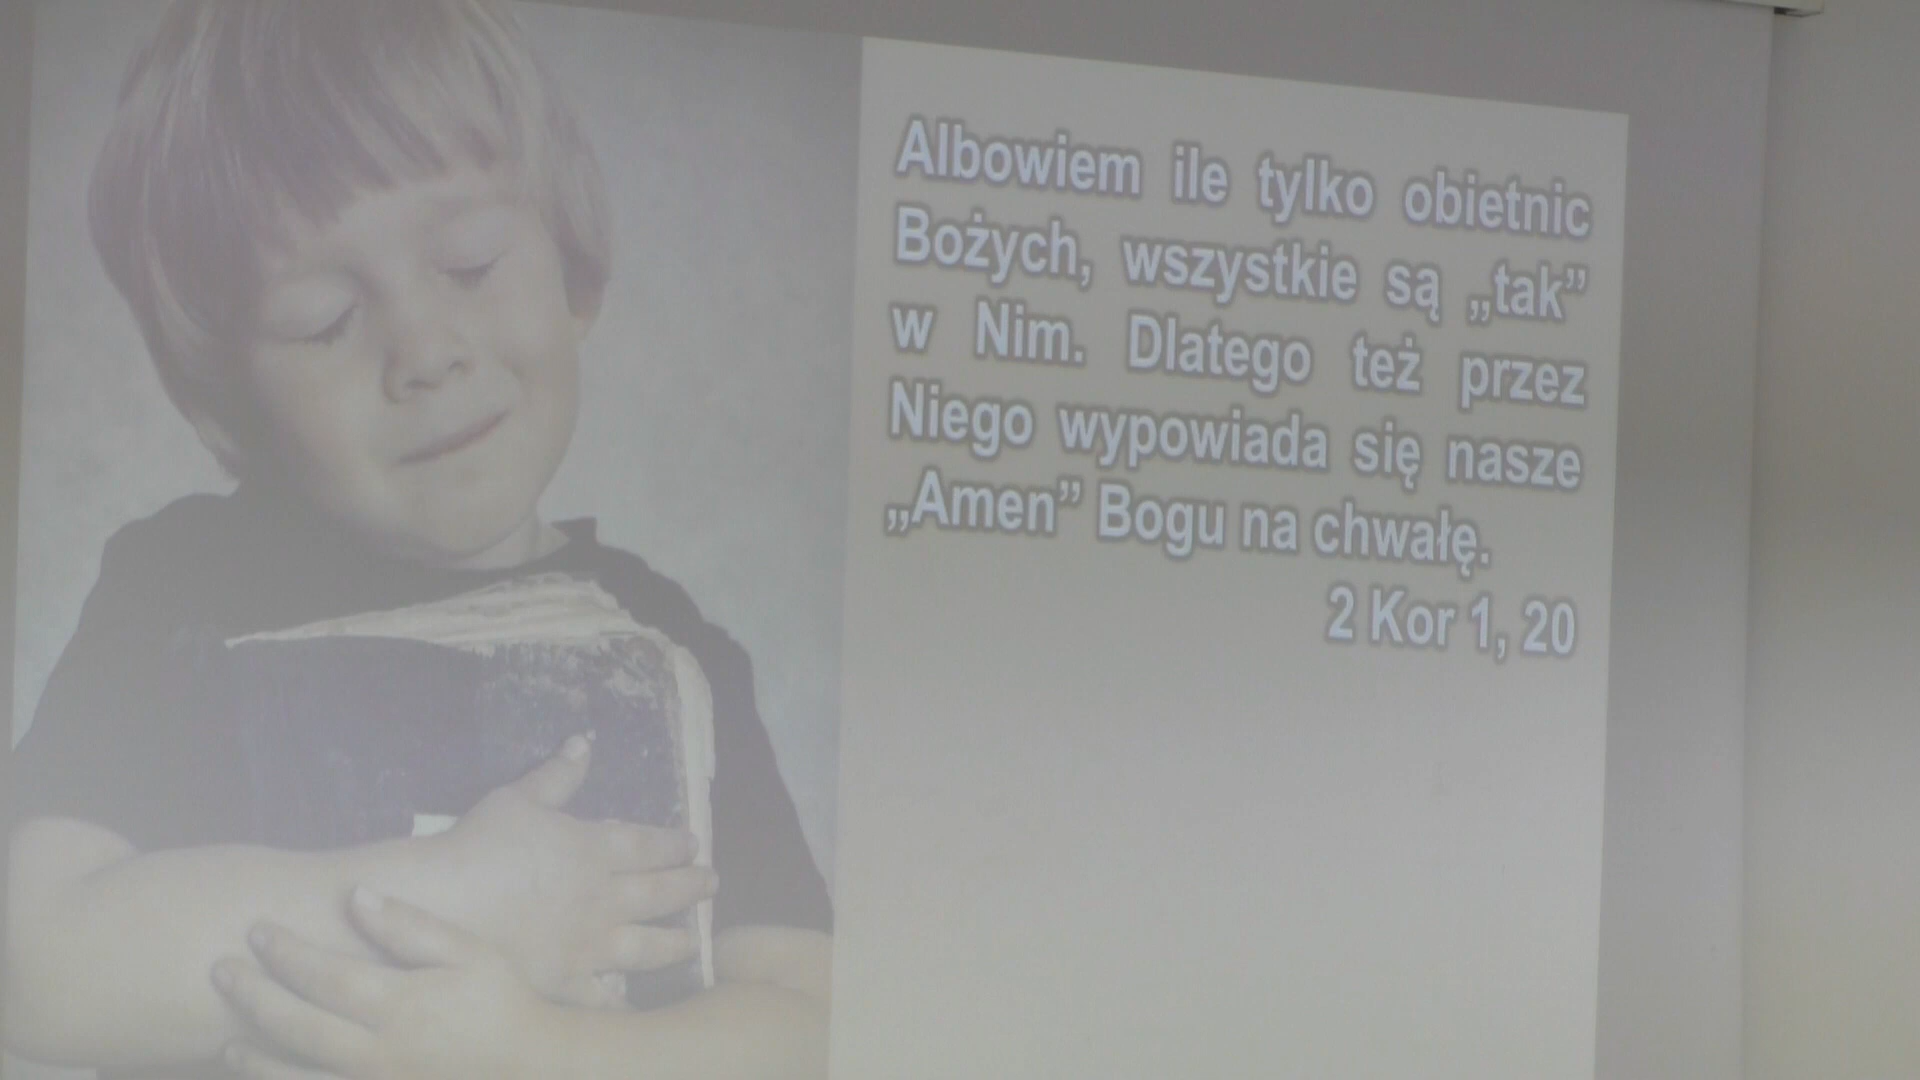 Albowiem ile tylko obietnic
Bożych, wszystkie są „tak”
w Nim. Dlatego też przez
Niego wypowiada się nasze
„Amen” Bogu na chwałę.
2 Kor 1, 20